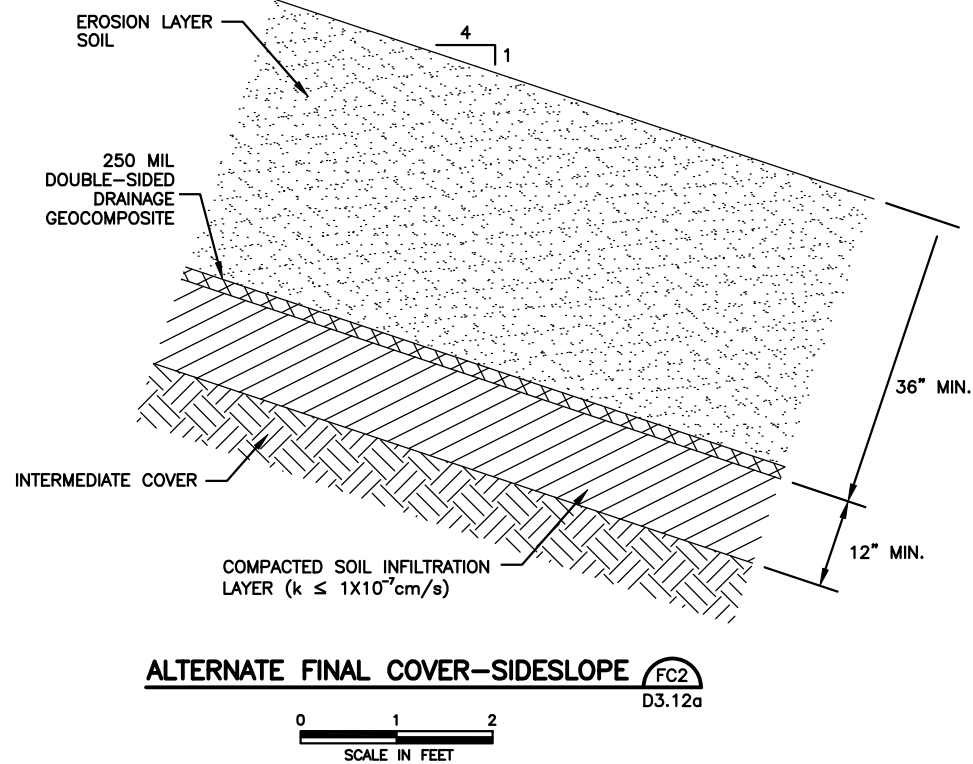 EROSION LAYER
SOIL
4
1
250 MIL
DOUBLE-SIDED
DRAINAGE
GEOCOMPOSITE
36" MIN.
INTERMEDIATE COVER
12" MIN.
COMPACTED SOIL INFILTRATION
LAYER (k ≤ 1X10⁻⁷cm/s)
ALTERNATE FINAL COVER-SIDESLOPE FC2
D3.12a
0 1 2
SCALE IN FEET